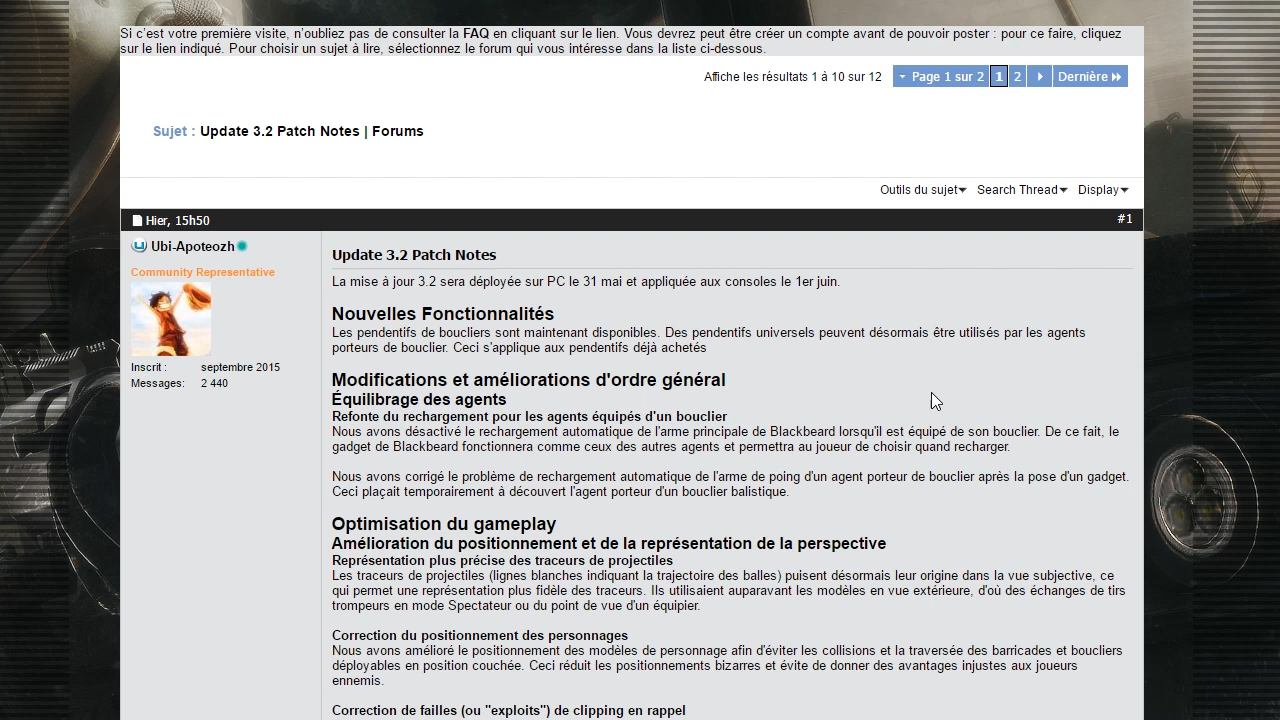 Si c'est votre première visite, n'oubliez pas de consulter la FAQ en cliquant sur le lien. Vous devrez peut être créer un compte avant de pouvoir poster : pour ce faire, cliquez
sur le lien indiqué. Pour choisir un sujet à lire, sélectionnez le forum qui vous intéresse dans la liste ci-dessous.
Affiche les résultats 1 à 10 sur 12
Page 1 sur 2 1 2 Dernière
Sujet : Update 3.2 Patch Notes | Forums
Outils du sujet Search Thread Display
Hier, 15h50 #1
Ubi-Apoteozh
Community Representative
Inscrit : septembre 2015
Messages: 2 440
Update 3.2 Patch Notes
La mise à jour 3.2 sera déployée sur PC le 31 mai et appliquée aux consoles le 1er juin.
Nouvelles Fonctionnalités
Les pendentifs de boucliers sont maintenant disponibles. Des pendentifs universels peuvent désormais être utilisés par les agents
porteurs de bouclier. Ceci s'applique aux pendentifs déjà achetés
Modifications et améliorations d'ordre général
Équilibrage des agents
Refonte du rechargement pour les agents équipés d'un bouclier
Nous avons désactivé le rechargement automatique de l'arme principale de Blackbeard lorsqu'il est équipé de son bouclier. De ce fait, le
gadget de Blackbeard fonctionnera comme ceux des autres agents et permettra au joueur de choisir quand recharger.
Nous avons corrigé un problème de rechargement automatique de l'arme de poing d'un agent porteur de bouclier après la pose d'un gadget.
Ceci plaçait temporairement à découvert l'agent porteur d'un bouclier balistique.
Optimisation du gameplay
Amélioration du positionnement et de la représentation de la perspective
Représentation plus précise des traceurs de projectiles
Les traceurs de projectiles (lignes blanches indiquant la trajectoire des balles) puisent désormais leur origine dans la vue subjective, ce
qui permet une représentation plus fidèle des traceurs. Ils utilisaient auparavant les modèles en vue extérieure, d'où des échanges de tirs
trompeurs en mode Spectateur ou du point de vue d'un équipier.
Correction du positionnement des personnages
Nous avons amélioré le positionnement des modèles de personnage afin d'éviter les collisions et la traversée des barricades et boucliers
déployables en position couchée. Ceci réduit les positionnements bizarres et évite de donner des avantages injustes aux joueurs
ennemis.
Correction de failles (ou "exploits") de clipping en rappel